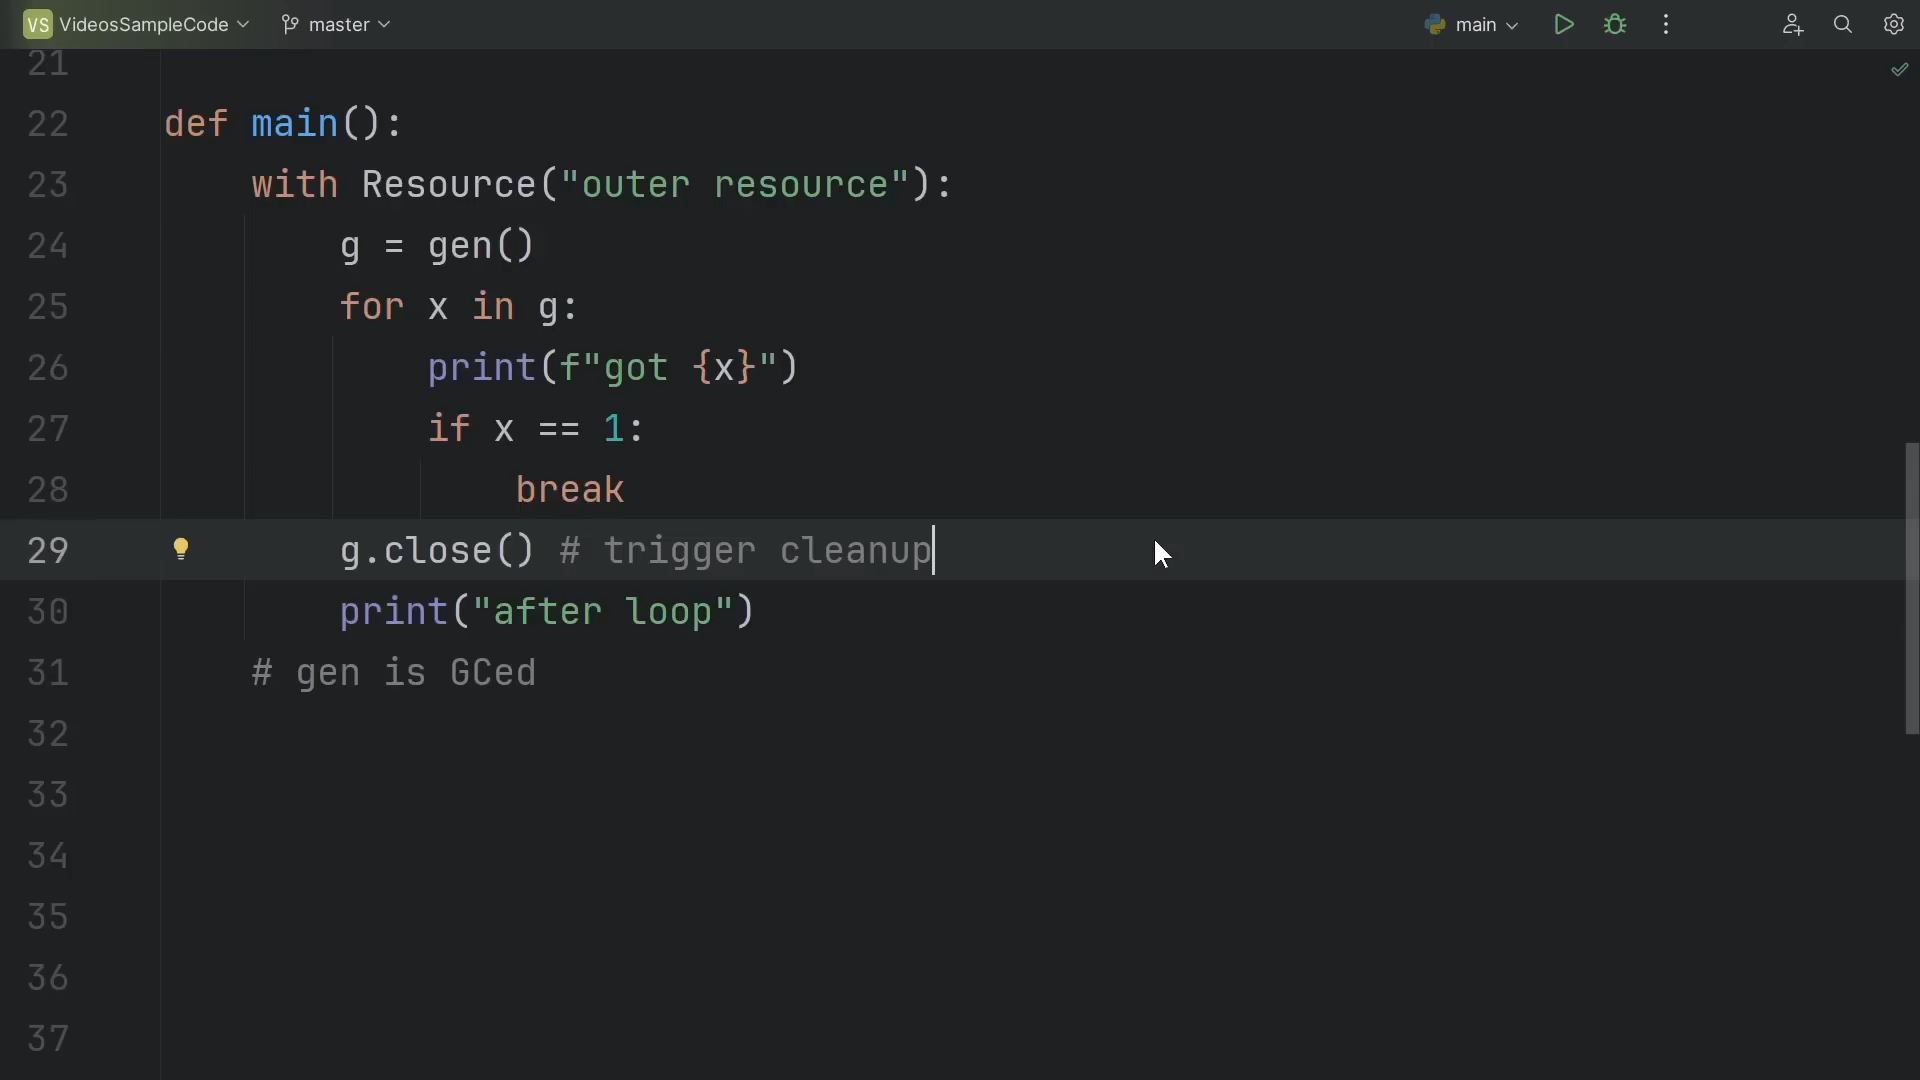 VS VideosSampleCode master main
21
22 def main():
23 with Resource("outer resource"):
24 g = gen()
25 for x in g:
26 print(f"got {x}")
27 if x == 1:
28 break
29 g.close() # trigger cleanup
30 print("after loop")
31 # gen is GCed
32
33
34
35
36
37